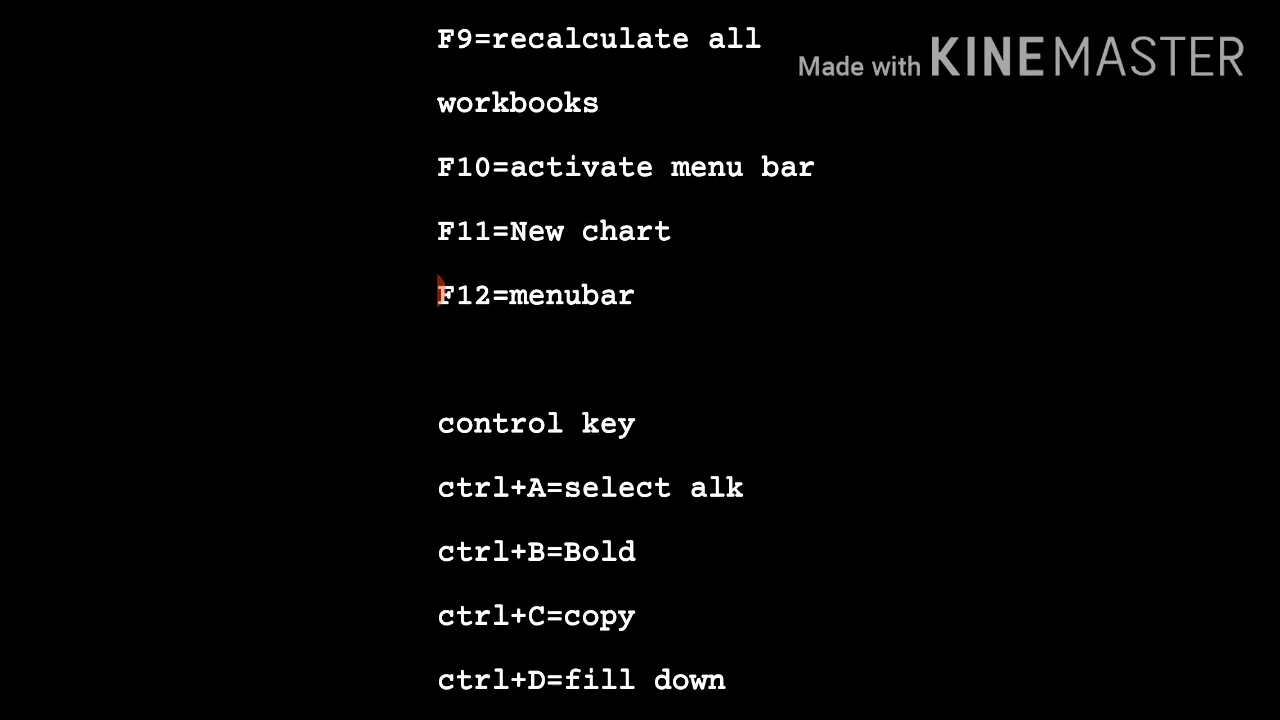 F9=recalculate all
Made with KINEMASTER
workbooks
F10=activate menu bar
F11=New chart
F12=menubar
control key
ctrl+A=select alk
ctrl+B=Bold
ctrl+C=copy
ctrl+D=fill down